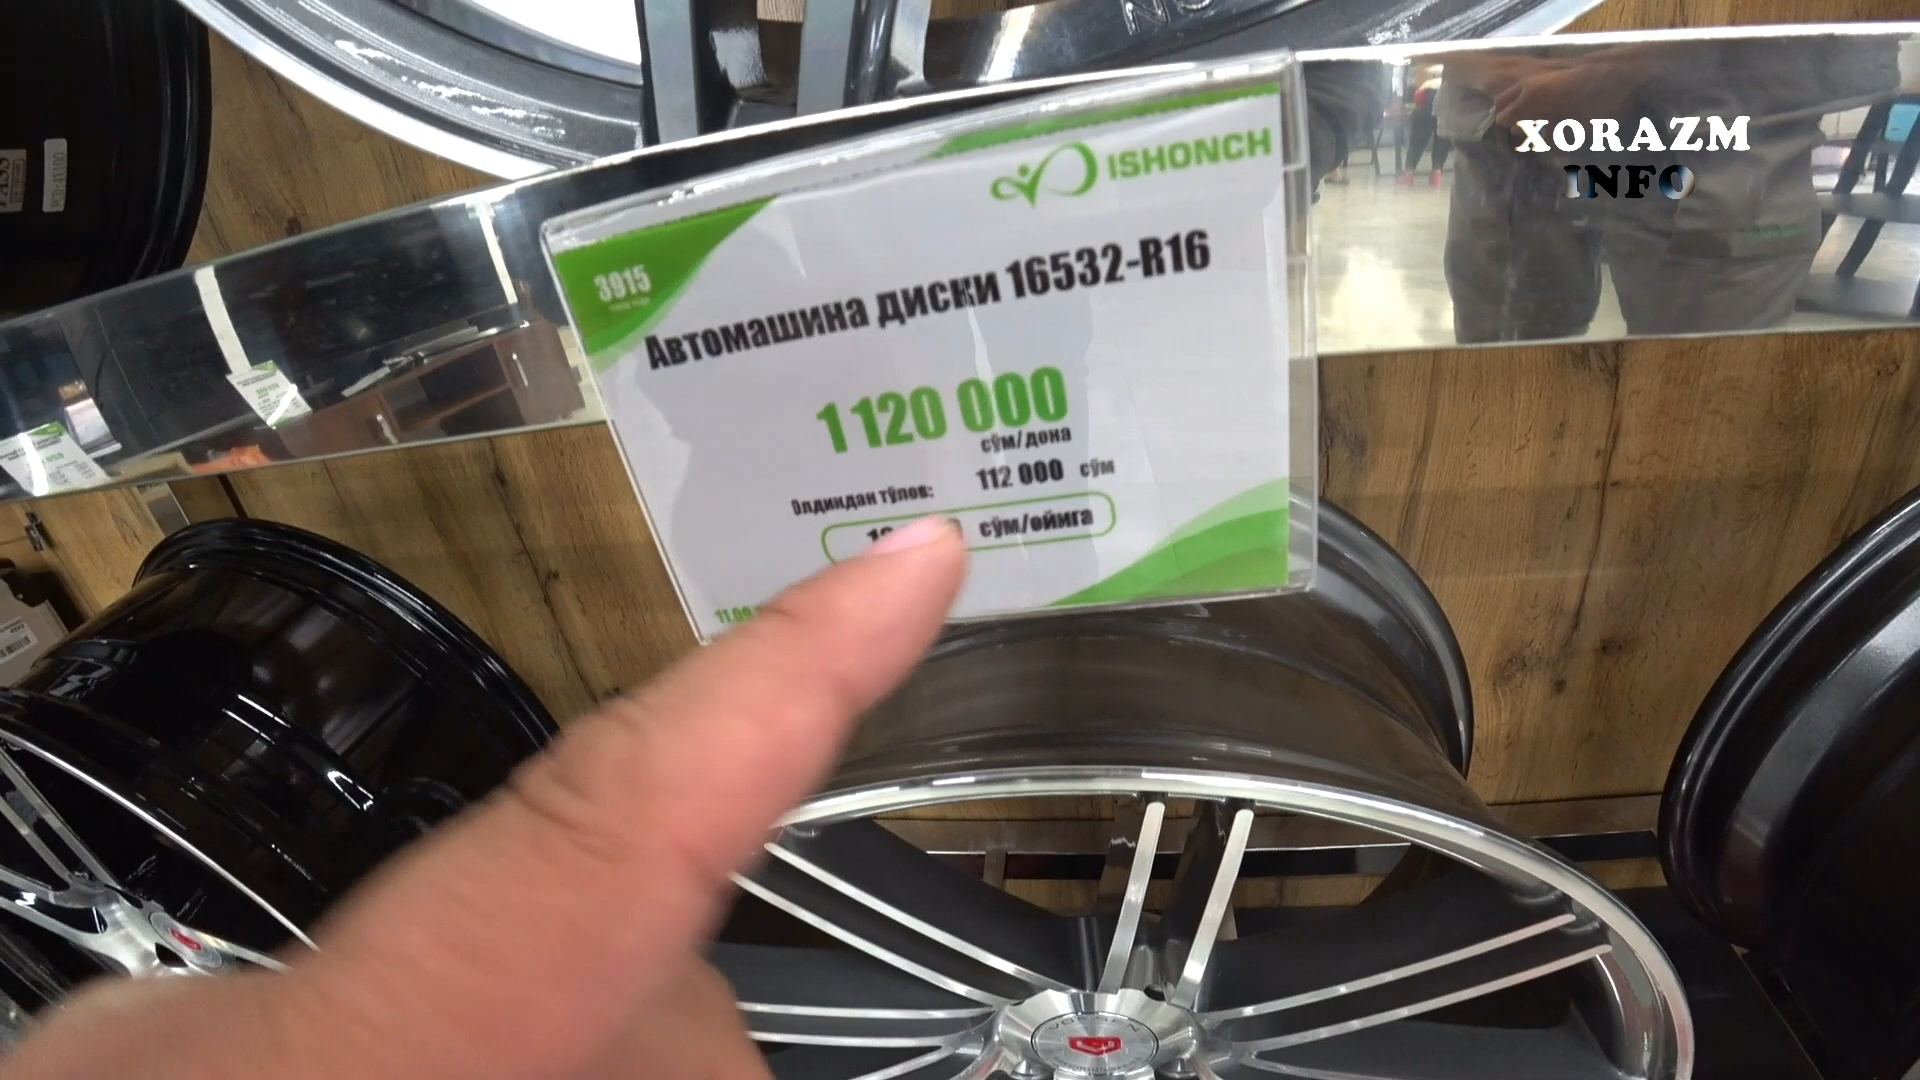 XORAZM
INFO
ISHONCH
3915
Автомашина диски 16532-R16
1 120 000
сўм/дона
Олдиндан тўлов: 112 000 сўм
сўм/ойига
VOSSEN